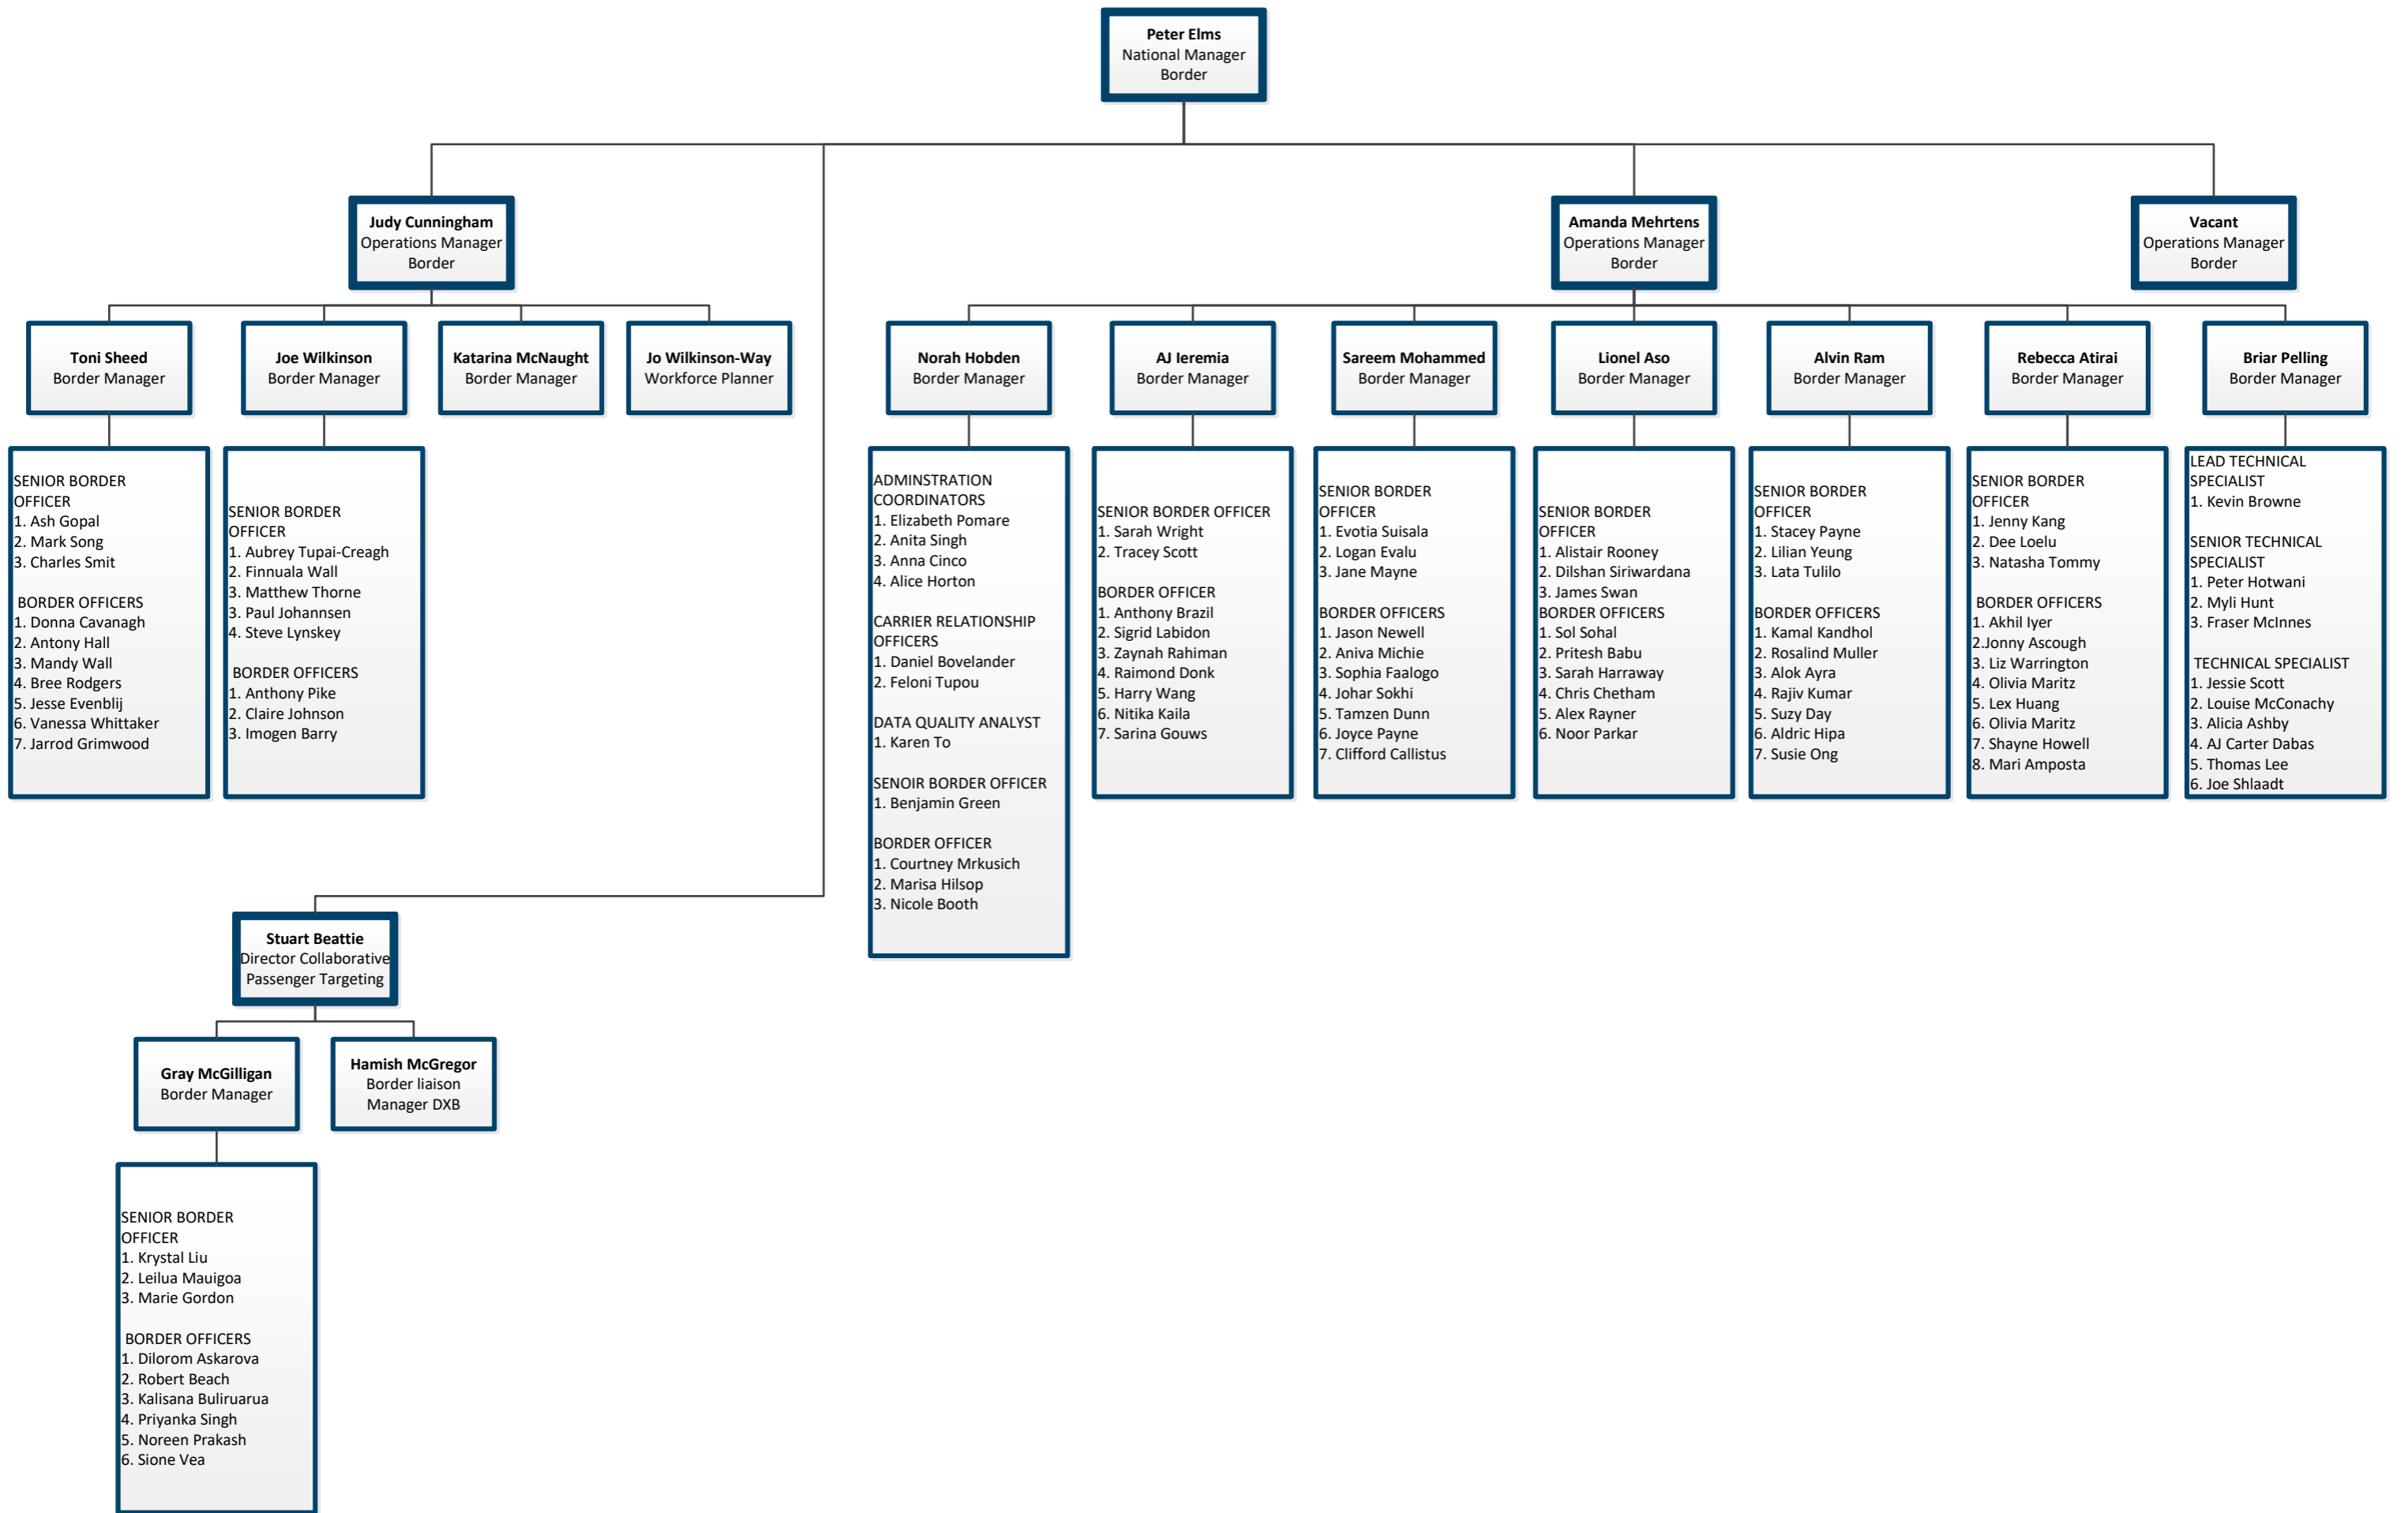 Peter Elms
National Manager
Border
Judy Cunningham
Operations Manager
Border
Amanda Mehrtens
Operations Manager
Border
Vacant
Operations Manager
Border
Toni Sheed
Border Manager
Joe Wilkinson
Border Manager
Katarina McNaught
Border Manager
Jo Wilkinson-Way
Workforce Planner
Norah Hobden
Border Manager
AJ Ieremia
Border Manager
Sareem Mohammed
Border Manager
Lionel Aso
Border Manager
Alvin Ram
Border Manager
Rebecca Atirai
Border Manager
Briar Pelling
Border Manager
SENIOR BORDER
OFFICER
1. Ash Gopal
2. Mark Song
3. Charles Smit
BORDER OFFICERS
1. Donna Cavanagh
2. Antony Hall
3. Mandy Wall
4. Bree Rodgers
5. Jesse Evenblij
6. Vanessa Whittaker
7. Jarrod Grimwood
SENIOR BORDER
OFFICER
1. Aubrey Tupai-Creagh
2. Finnuala Wall
3. Matthew Thorne
3. Paul Johannsen
4. Steve Lynskey
BORDER OFFICERS
1. Anthony Pike
2. Claire Johnson
3. Imogen Barry
ADMINSTRATION
COORDINATORS
1. Elizabeth Pomare
2. Anita Singh
3. Anna Cinco
4. Alice Horton
CARRIER RELATIONSHIP
OFFICERS
1. Daniel Bovelander
2. Feloni Tupou
DATA QUALITY ANALYST
1. Karen To
SENOIR BORDER OFFICER
1. Benjamin Green
BORDER OFFICER
1. Courtney Mrkusich
2. Marisa Hilsop
3. Nicole Booth
SENIOR BORDER OFFICER
1. Sarah Wright
2. Tracey Scott
BORDER OFFICER
1. Anthony Brazil
2. Sigrid Labidon
3. Zaynah Rahiman
4. Raimond Donk
5. Harry Wang
6. Nitika Kaila
7. Sarina Gouws
SENIOR BORDER
OFFICER
1. Evotia Suisala
2. Logan Evalu
3. Jane Mayne
BORDER OFFICERS
1. Jason Newell
2. Aniva Michie
3. Sophia Faalogo
4. Johar Sokhi
5. Tamzen Dunn
6. Joyce Payne
7. Clifford Callistus
SENIOR BORDER
OFFICER
1. Alistair Rooney
2. Dilshan Siriwardana
3. James Swan
BORDER OFFICERS
1. Sol Sohal
2. Pritesh Babu
3. Sarah Harraway
4. Chris Chetham
5. Alex Rayner
6. Noor Parkar
SENIOR BORDER
OFFICER
1. Stacey Payne
2. Lilian Yeung
3. Lata Tulilo
BORDER OFFICERS
1. Kamal Kandhol
2. Rosalind Muller
3. Alok Ayra
4. Rajiv Kumar
5. Suzy Day
6. Aldric Hipa
7. Susie Ong
SENIOR BORDER
OFFICER
1. Jenny Kang
2. Dee Loelu
3. Natasha Tommy
BORDER OFFICERS
1. Akhil Iyer
2.Jonny Ascough
3. Liz Warrington
4. Olivia Maritz
5. Lex Huang
6. Olivia Maritz
7. Shayne Howell
8. Mari Amposta
LEAD TECHNICAL
SPECIALIST
1. Kevin Browne
SENIOR TECHNICAL
SPECIALIST
1. Peter Hotwani
2. Myli Hunt
3. Fraser McInnes
TECHNICAL SPECIALIST
1. Jessie Scott
2. Louise McConachy
3. Alicia Ashby
4. AJ Carter Dabas
5. Thomas Lee
6. Joe Shlaadt
Stuart Beattie
Director Collaborative
Passenger Targeting
Gray McGilligan
Border Manager
Hamish McGregor
Border liaison
Manager DXB
SENIOR BORDER
OFFICER
1. Krystal Liu
2. Leilua Mauigoa
3. Marie Gordon
BORDER OFFICERS
1. Dilorom Askarova
2. Robert Beach
3. Kalisana Buliruarua
4. Priyanka Singh
5. Noreen Prakash
6. Sione Vea